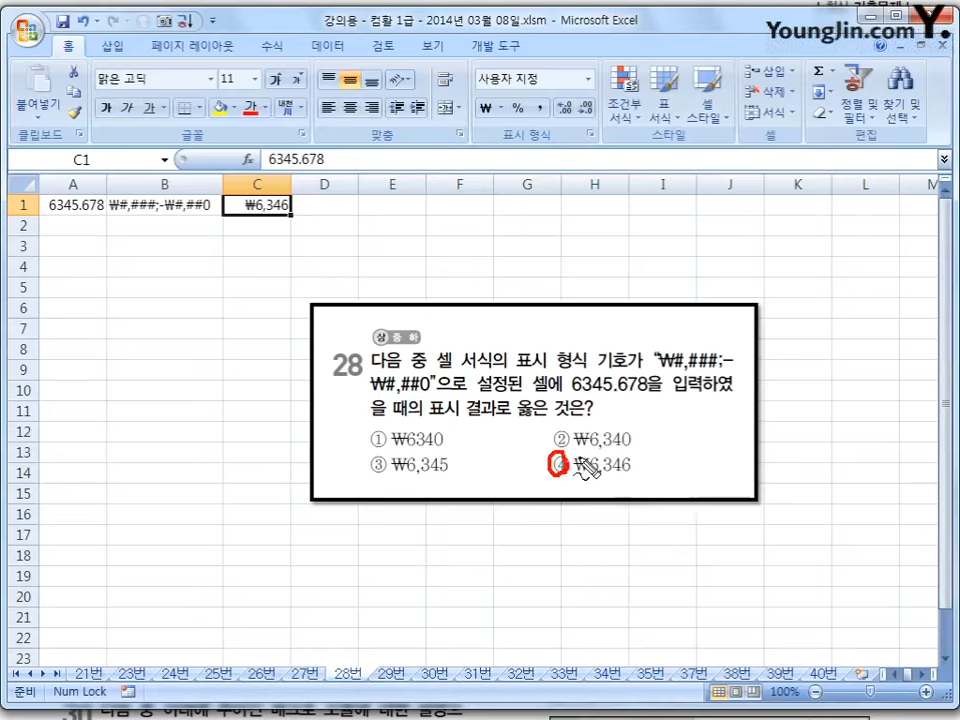 강의용 - 컴활 1급 - 2014년 03월 08일.xlsm - Microsoft Excel
YoungJin.com Y.
홈 삽입 페이지 레이아웃 수식 데이터 검토 보기 개발 도구
붙여넣기
클립보드
맑은 고딕 11
가 가 가
글꼴
맞춤
사용자 지정
₩ % ,
표시 형식
조건부 서식 표 서식 셀 스타일
스타일
삽입
삭제
서식
셀
Σ
정렬 및 필터 찾기 및 선택
편집
C1 fx 6345.678
A B C D E F G H I J K L M
1 6345.678 ₩#,###;-₩#,##0 ₩6,346
2
3
4
5
6
7
8
9
10
11
12
13
14
15
16
17
18
19
20
21
22
23
상 중 하
28 다음 중 셀 서식의 표시 형식 기호가 “₩#,###;-
₩#,##0”으로 설정된 셀에 6345.678을 입력하였
을 때의 표시 결과로 옳은 것은?
① ₩6340 ② ₩6,340
③ ₩6,345 ④ ₩6,346
21번 23번 24번 25번 26번 27번 28번 29번 30번 31번 32번 33번 34번 35번 36번 37번 38번 39번 40번
준비 Num Lock 100%